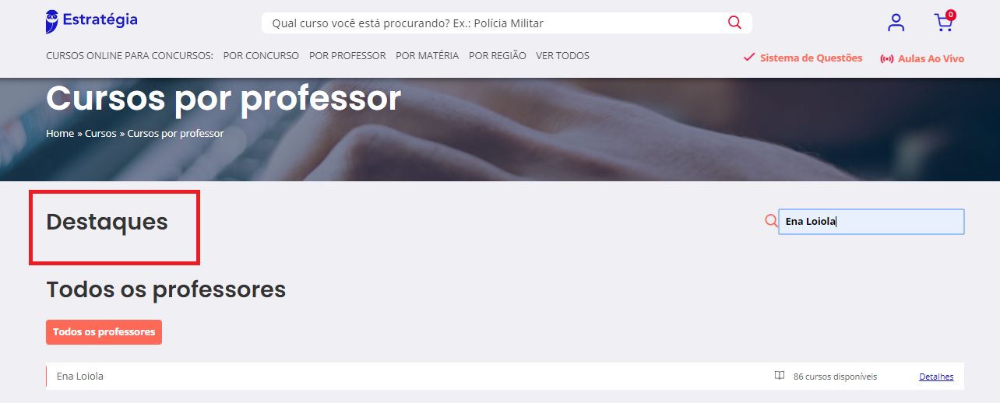 Estratégia
Qual curso você está procurando? Ex.: Polícia Militar
0
CURSOS ONLINE PARA CONCURSOS: POR CONCURSO POR PROFESSOR POR MATÉRIA POR REGIÃO VER TODOS
Sistema de Questões Aulas Ao Vivo
Cursos por professor
Home » Cursos » Cursos por professor
Destaques
Ena Loiola
Todos os professores
Todos os professores
Ena Loiola 86 cursos disponíveis Detalhes